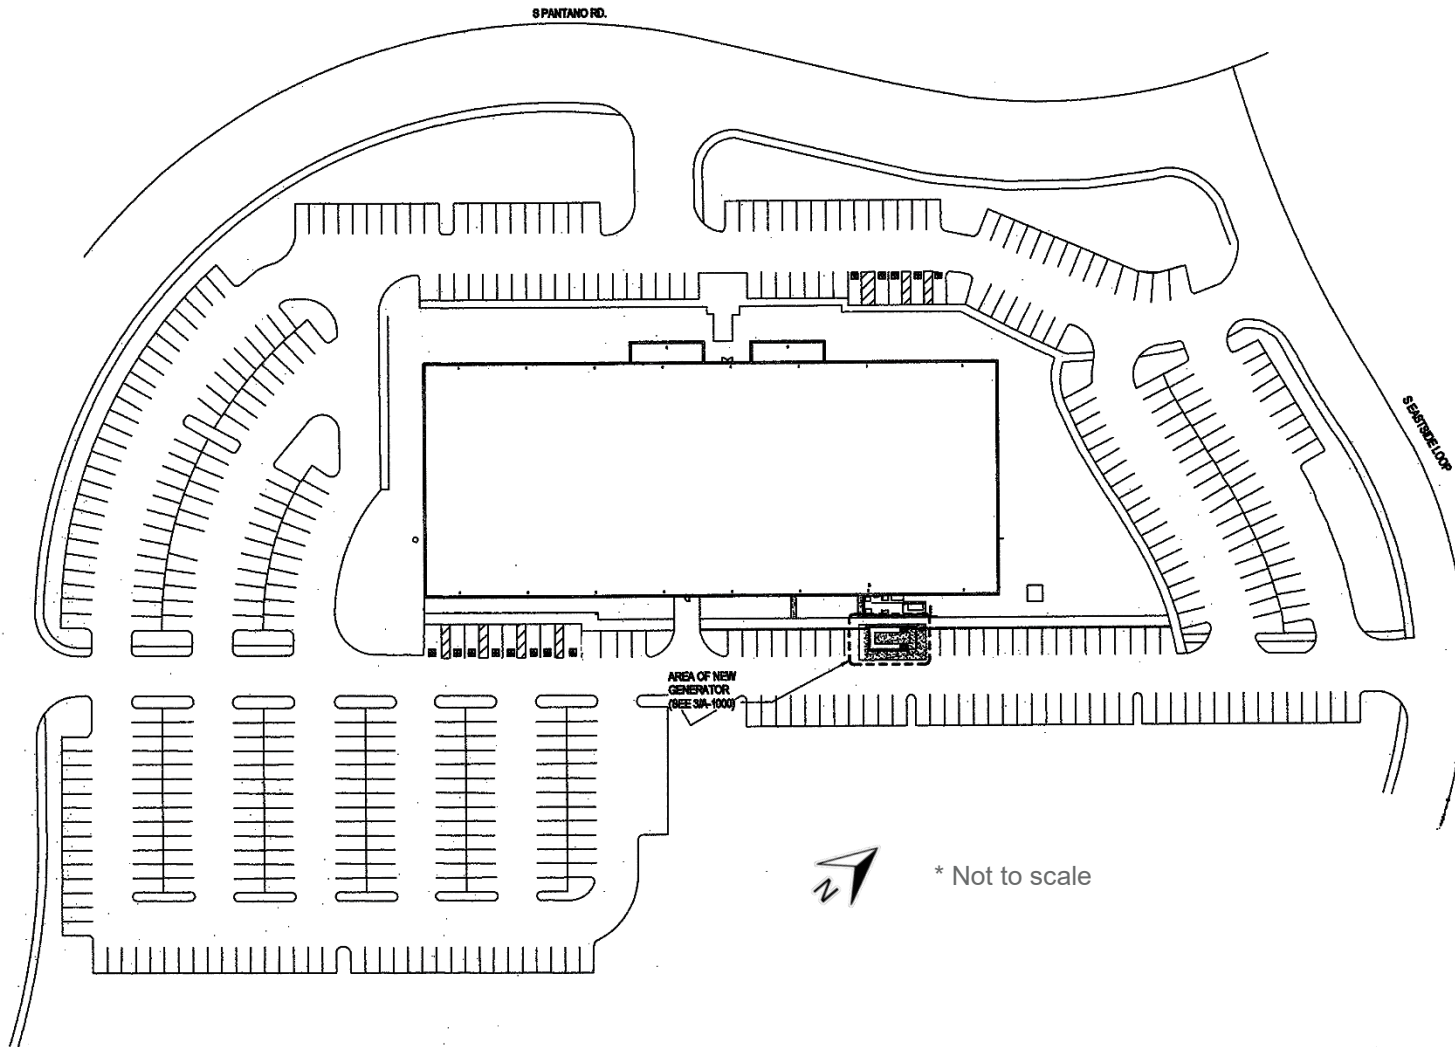 S PANTANO RD.
S EASTSIDE LOOP
AREA OF NEW
GENERATOR
(SEE 3/A-1000)
N
* Not to scale